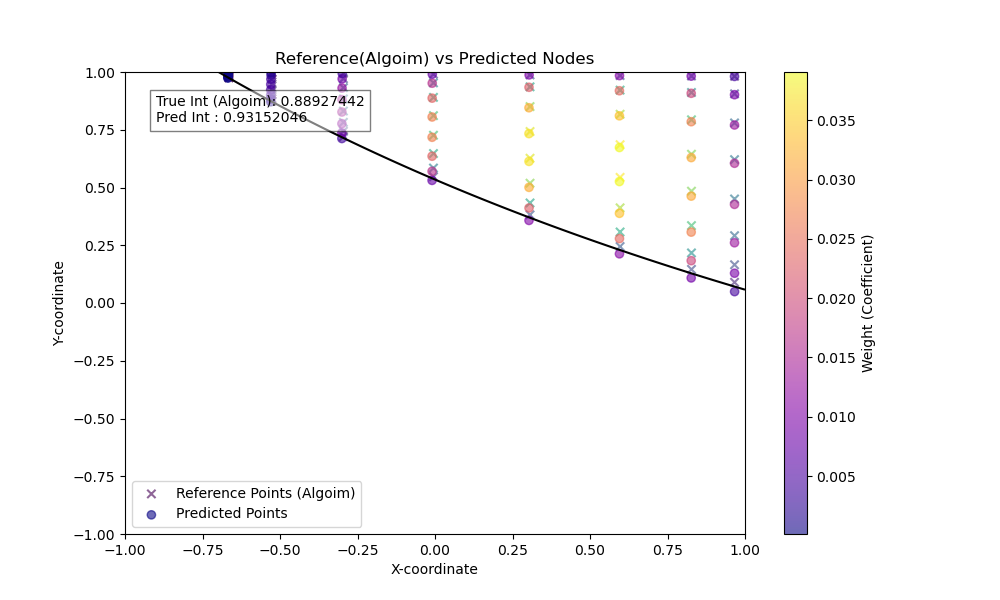 Reference(Algoim) vs Predicted Nodes
True Int (Algoim): 0.88927442
Pred Int : 0.93152046
1.00
0.75
0.50
0.25
0.00
−0.25
−0.50
−0.75
−1.00
Y-coordinate
Reference Points (Algoim)
Predicted Points
−1.00 −0.75 −0.50 −0.25 0.00 0.25 0.50 0.75 1.00
X-coordinate
0.035
0.030
0.025
0.020
0.015
0.010
0.005
Weight (Coefficient)